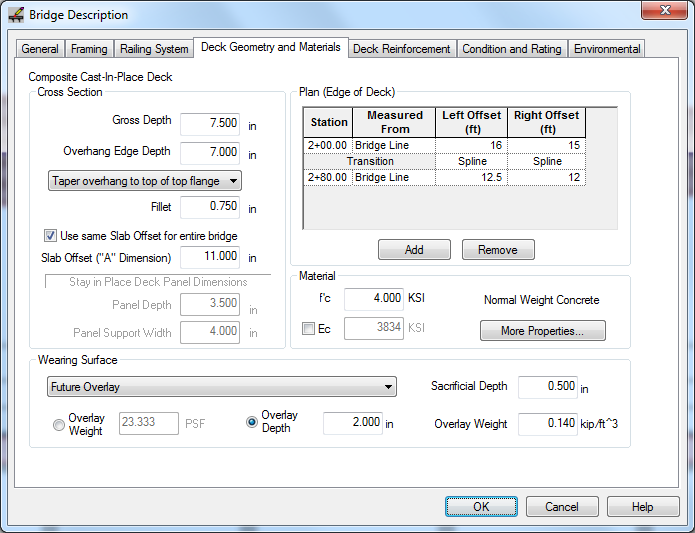 Bridge Description
General Framing Railing System Deck Geometry and Materials Deck Reinforcement Condition and Rating Environmental
Composite Cast-In-Place Deck
Cross Section
Gross Depth 7.500 in
Overhang Edge Depth 7.000 in
Taper overhang to top of top flange
Fillet 0.750 in
Use same Slab Offset for entire bridge
Slab Offset ("A" Dimension) 11.000 in
Stay in Place Deck Panel Dimensions
Panel Depth 3.500 in
Panel Support Width 4.000 in
Plan (Edge of Deck)
Station Measured From Left Offset (ft) Right Offset (ft)
2+00.00 Bridge Line 16 15
Transition Spline Spline
2+80.00 Bridge Line 12.5 12
Add Remove
Material
f'c 4.000 KSI Normal Weight Concrete
Ec 3834 KSI More Properties...
Wearing Surface
Future Overlay Sacrificial Depth 0.500 in
Overlay Weight 23.333 PSF Overlay Depth 2.000 in Overlay Weight 0.140 kip/ft^3
OK Cancel Help